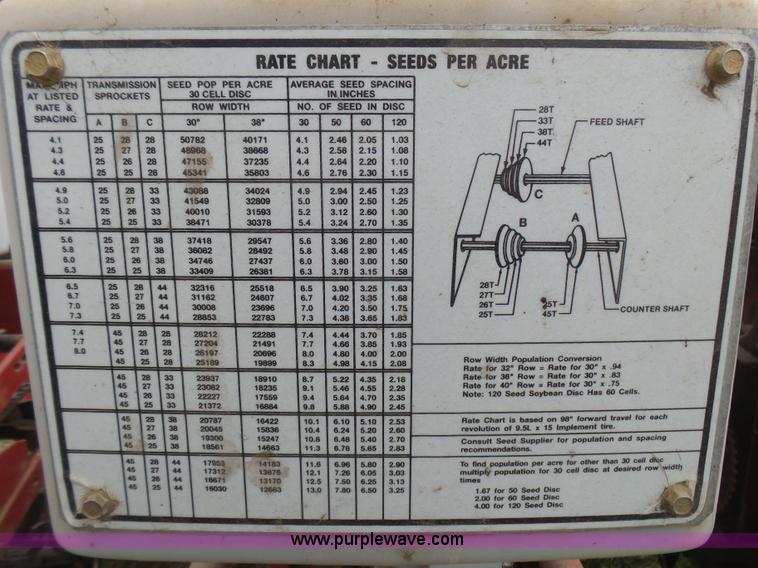 RATE CHART - SEEDS PER ACRE
MPH AT LISTED RATE & SPACING
TRANSMISSION SPROCKETS
SEED POP PER ACRE 30 CELL DISC
AVERAGE SEED SPACING IN INCHES
ROW WIDTH
NO. OF SEED IN DISC
A B C 30" 38" 30 50 60 120
4.1 25 28 28 50782 40171 4.1 2.46 2.05 1.03
4.3 25 27 28 48968 38668 4.3 2.58 2.15 1.08
4.4 25 26 28 47155 37235 4.4 2.64 2.20 1.10
4.6 25 25 28 45341 35803 4.6 2.76 2.30 1.15
4.9 25 28 33 43088 34024 4.9 2.94 2.45 1.23
5.0 25 27 33 41549 32809 5.0 3.00 2.50 1.25
5.2 25 26 33 40010 31593 5.2 3.12 2.60 1.30
5.4 25 25 33 38471 30378 5.4 3.24 2.70 1.35
5.6 25 28 38 37418 29547 5.6 3.36 2.80 1.40
5.8 25 27 38 36082 28492 5.8 3.48 2.90 1.45
6.0 25 26 38 34746 27437 6.0 3.60 3.00 1.50
6.3 25 25 38 33409 26381 6.3 3.78 3.15 1.58
6.5 25 28 44 32316 25518 6.5 3.90 3.25 1.63
6.7 25 27 44 31162 24607 6.7 4.02 3.35 1.68
7.0 25 26 44 30008 23696 7.0 4.20 3.50 1.75
7.3 25 25 44 28853 22783 7.3 4.38 3.65 1.83
7.4 45 28 28 28212 22288 7.4 4.44 3.70 1.85
7.7 45 27 28 27204 21491 7.7 4.66 3.85 1.93
8.0 45 26 28 26197 20696 8.0 4.80 4.00 2.00
45 25 28 25189 19899 8.3 4.98 4.15 2.08
45 28 33 23937 18910 8.7 5.22 4.35 2.18
45 27 33 23082 18235 9.1 5.46 4.55 2.28
45 26 33 22227 17559 9.4 5.64 4.70 2.35
45 25 33 21372 16884 9.8 5.88 4.90 2.45
45 28 38 20787 16422 10.1 6.10 5.10 2.53
45 27 38 20045 15836 10.4 6.24 5.20 2.60
45 26 38 19300 15247 10.8 6.48 5.40 2.70
45 25 38 18561 14663 11.3 6.78 5.65 2.83
45 28 44 17953 14183 11.6 6.96 5.80 2.90
45 27 44 17312 13676 12.1 7.26 6.05 3.03
45 26 44 16671 13170 12.5 7.50 6.25 3.13
45 25 44 16030 12663 13.0 7.80 6.50 3.25
28T
33T
38T
44T
FEED SHAFT
C
B
A
28T
27T
26T
25T
25T
45T
COUNTER SHAFT
Row Width Population Conversion
Rate for 32" Row = Rate for 30" x .94
Rate for 36" Row = Rate for 30" x .83
Rate for 40" Row = Rate for 30" x .75
Note: 120 Seed Soybean Disc Has 60 Cells.
Rate Chart is based on 98" forward travel for each
revolution of 9.5L x 15 Implement tire.
Consult Seed Supplier for population and spacing
recommendations.
To find population per acre for other than 30 cell disc
multiply population for 30 cell disc at desired row width
times
1.67 for 50 Seed Disc
2.00 for 60 Seed Disc
4.00 for 120 Seed Disc
www.purplewave.com